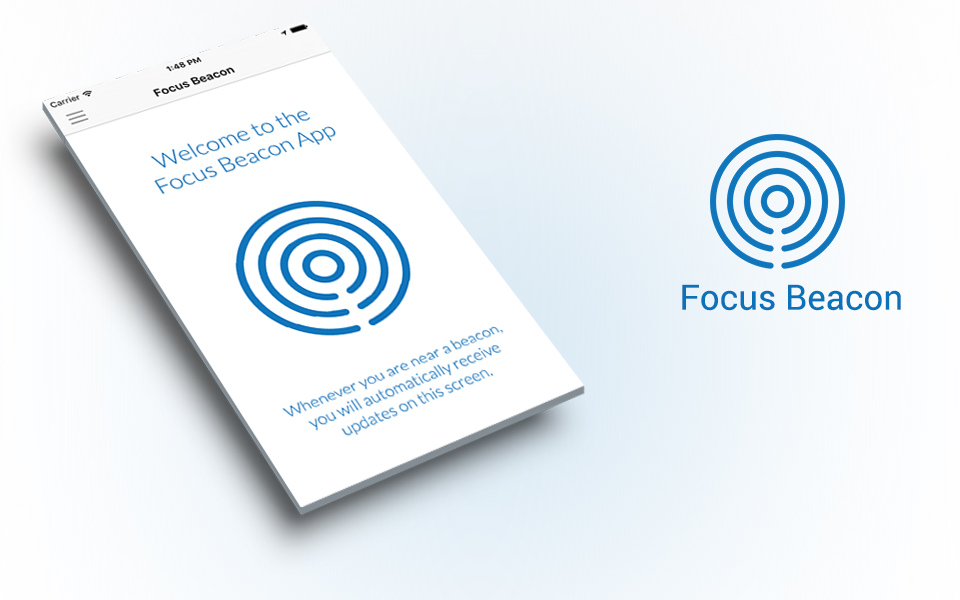 Carrier
1:48 PM
Focus Beacon
Welcome to the
Focus Beacon App
Whenever you are near a beacon,
you will automatically receive
updates on this screen.
Focus Beacon